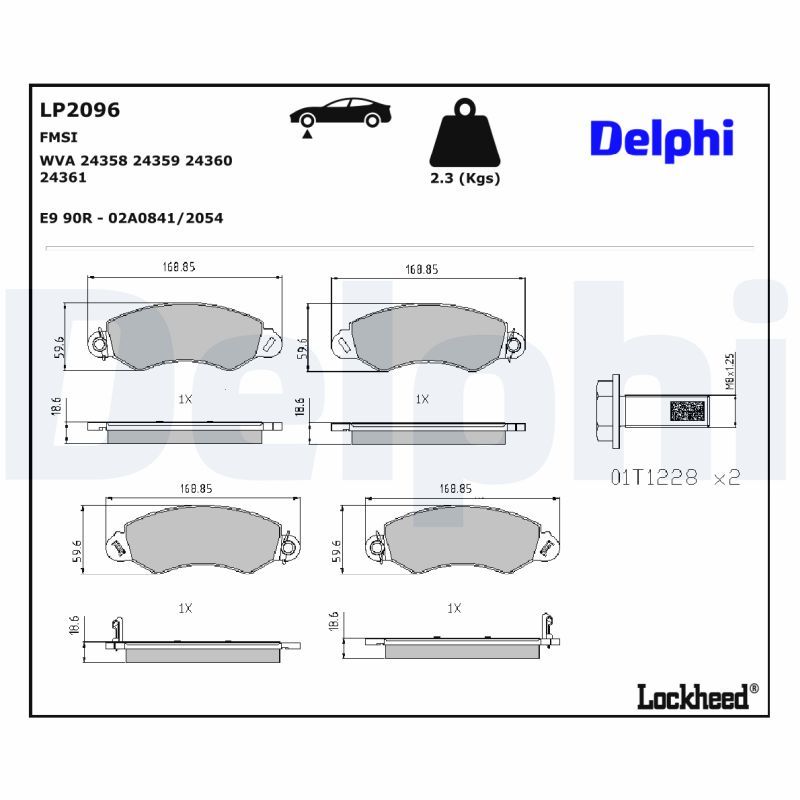 LP2096
FMSI
WVA 24358 24359 24360
24361
E9 90R - 02A0841/2054
2.3 (Kgs)
Delphi
Delphi
168.85
59.6
1X
18.6
168.85
59.6
1X
18.6
M8x1.25
01T1228 x2
168.85
59.6
1X
18.6
168.85
59.6
1X
18.6
Lockheed®